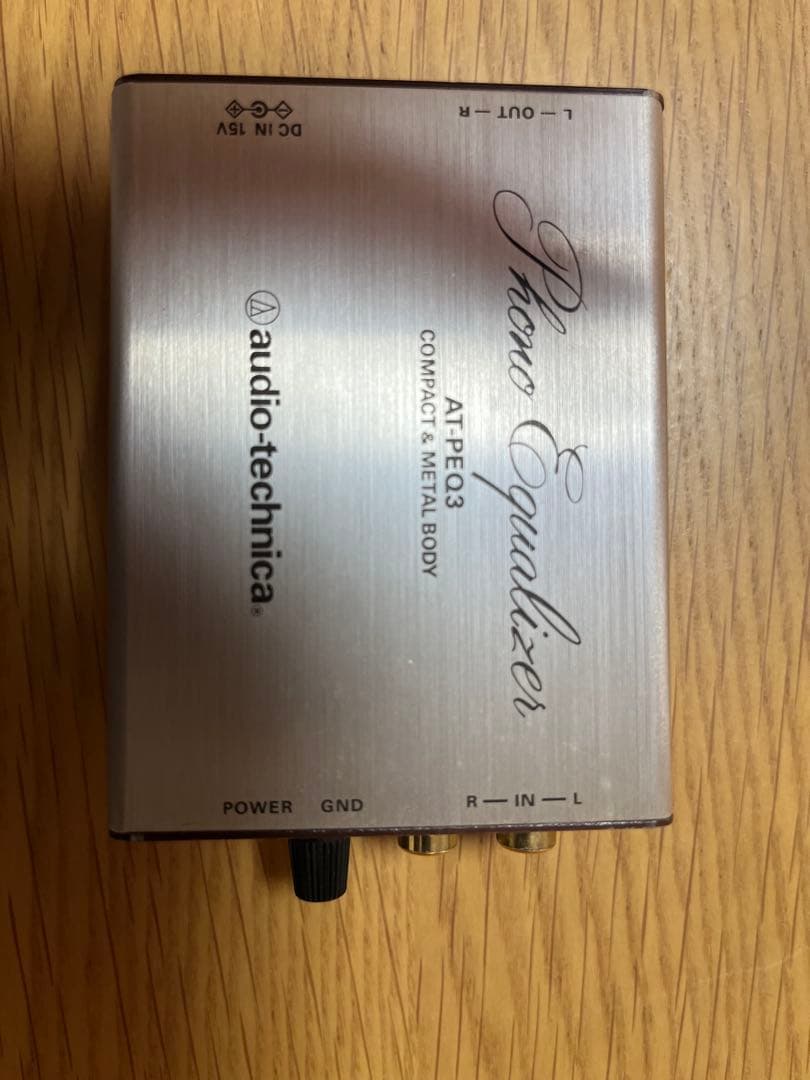 DC IN 15V
L — OUT — R
Phono Equalizer
AT-PEQ3
COMPACT & METAL BODY
audio-technica®
POWER GND R — IN — L